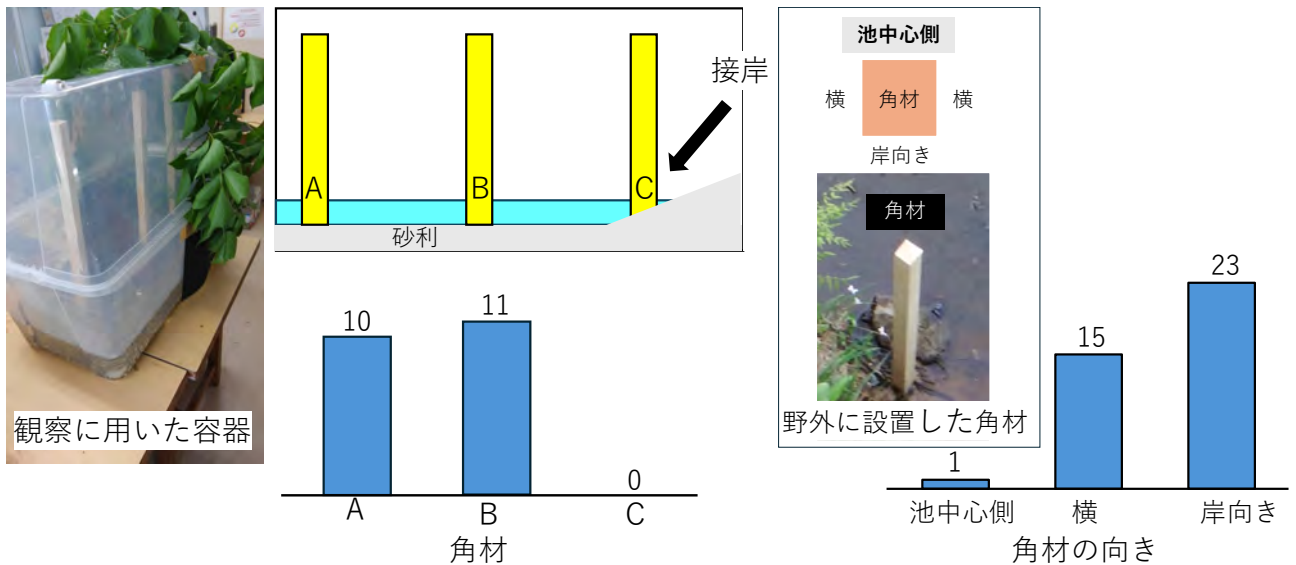 観察に用いた容器
A
B
C
接岸
砂利
10
11
0
A
B
C
角材
池中心側
横
角材
横
岸向き
角材
野外に設置した角材
1
15
23
池中心側
横
岸向き
角材の向き